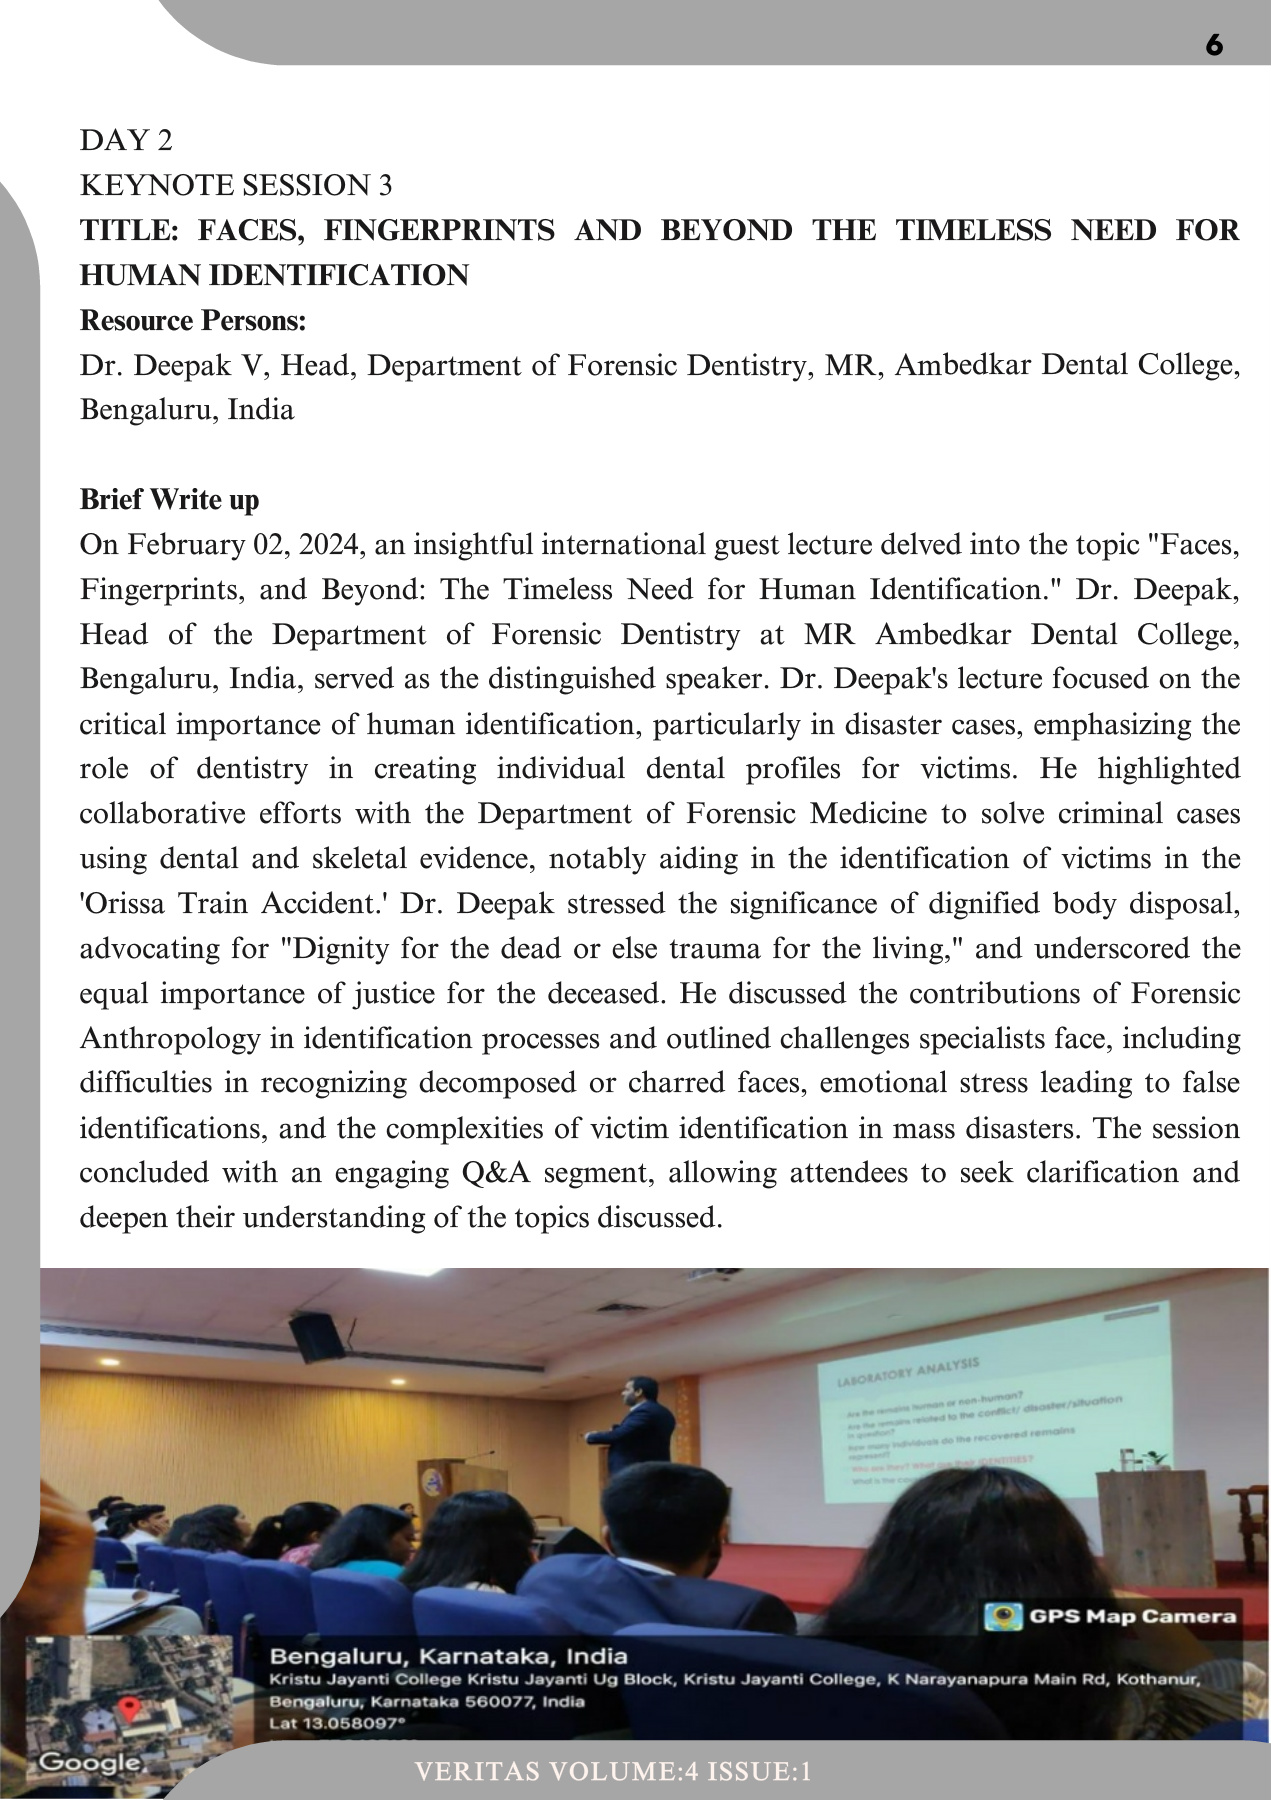 6
DAY 2
KEYNOTE SESSION 3
TITLE: FACES, FINGERPRINTS AND BEYOND THE TIMELESS NEED FOR
HUMAN IDENTIFICATION
Resource Persons:
Dr. Deepak V, Head, Department of Forensic Dentistry, MR, Ambedkar Dental College,
Bengaluru, India
Brief Write up
On February 02, 2024, an insightful international guest lecture delved into the topic "Faces,
Fingerprints, and Beyond: The Timeless Need for Human Identification." Dr. Deepak,
Head of the Department of Forensic Dentistry at MR Ambedkar Dental College,
Bengaluru, India, served as the distinguished speaker. Dr. Deepak's lecture focused on the
critical importance of human identification, particularly in disaster cases, emphasizing the
role of dentistry in creating individual dental profiles for victims. He highlighted
collaborative efforts with the Department of Forensic Medicine to solve criminal cases
using dental and skeletal evidence, notably aiding in the identification of victims in the
'Orissa Train Accident.' Dr. Deepak stressed the significance of dignified body disposal,
advocating for "Dignity for the dead or else trauma for the living," and underscored the
equal importance of justice for the deceased. He discussed the contributions of Forensic
Anthropology in identification processes and outlined challenges specialists face, including
difficulties in recognizing decomposed or charred faces, emotional stress leading to false
identifications, and the complexities of victim identification in mass disasters. The session
concluded with an engaging Q&A segment, allowing attendees to seek clarification and
deepen their understanding of the topics discussed.
LABORATORY ANALYSIS
Are the remains human or non-human?
Are the remains related to the conflict/ disaster/situation
in question?
How many individuals do the recovered remains
represent?
Who are they? What are their IDENTITIES?
What is the
GPS Map Camera
Bengaluru, Karnataka, India
Kristu Jayanti College Kristu Jayanti Ug Block, Kristu Jayanti College, K Narayanapura Main Rd, Kothanur,
Bengaluru, Karnataka 560077, India
Lat 13.058097°
Google
VERITAS VOLUME:4 ISSUE:1